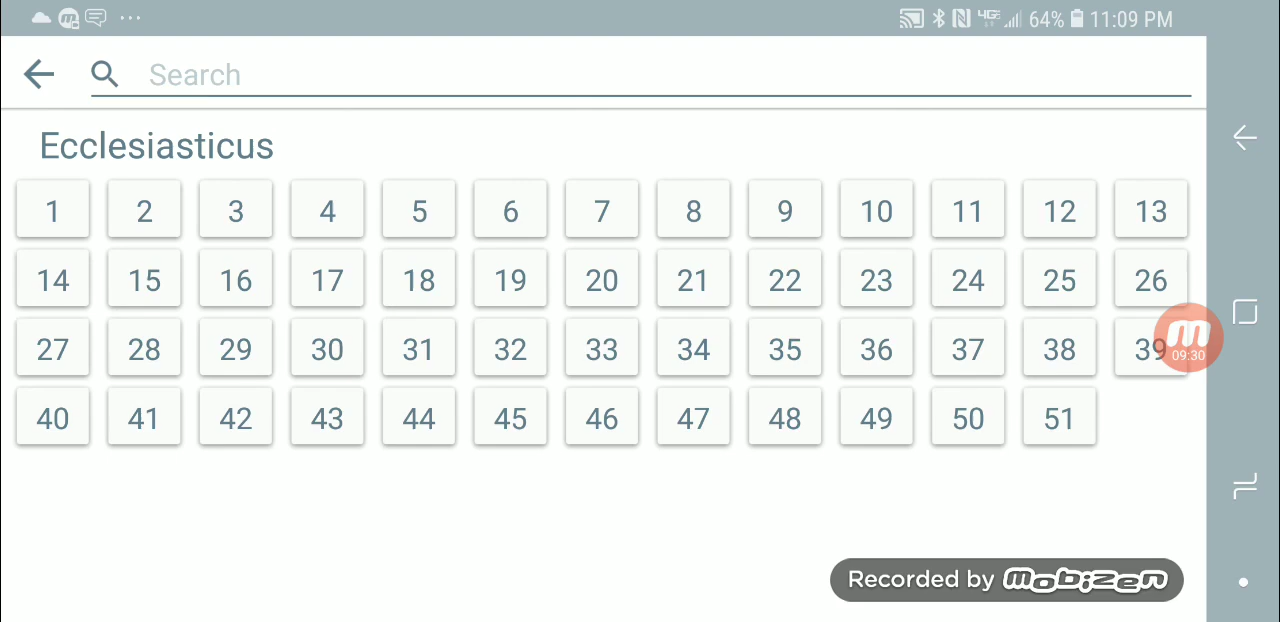 4G 64% 11:09 PM
Search
Ecclesiasticus
1 2 3 4 5 6 7 8 9 10 11 12 13
14 15 16 17 18 19 20 21 22 23 24 25 26
27 28 29 30 31 32 33 34 35 36 37 38 39
09:30
40 41 42 43 44 45 46 47 48 49 50 51
Recorded by mobizen